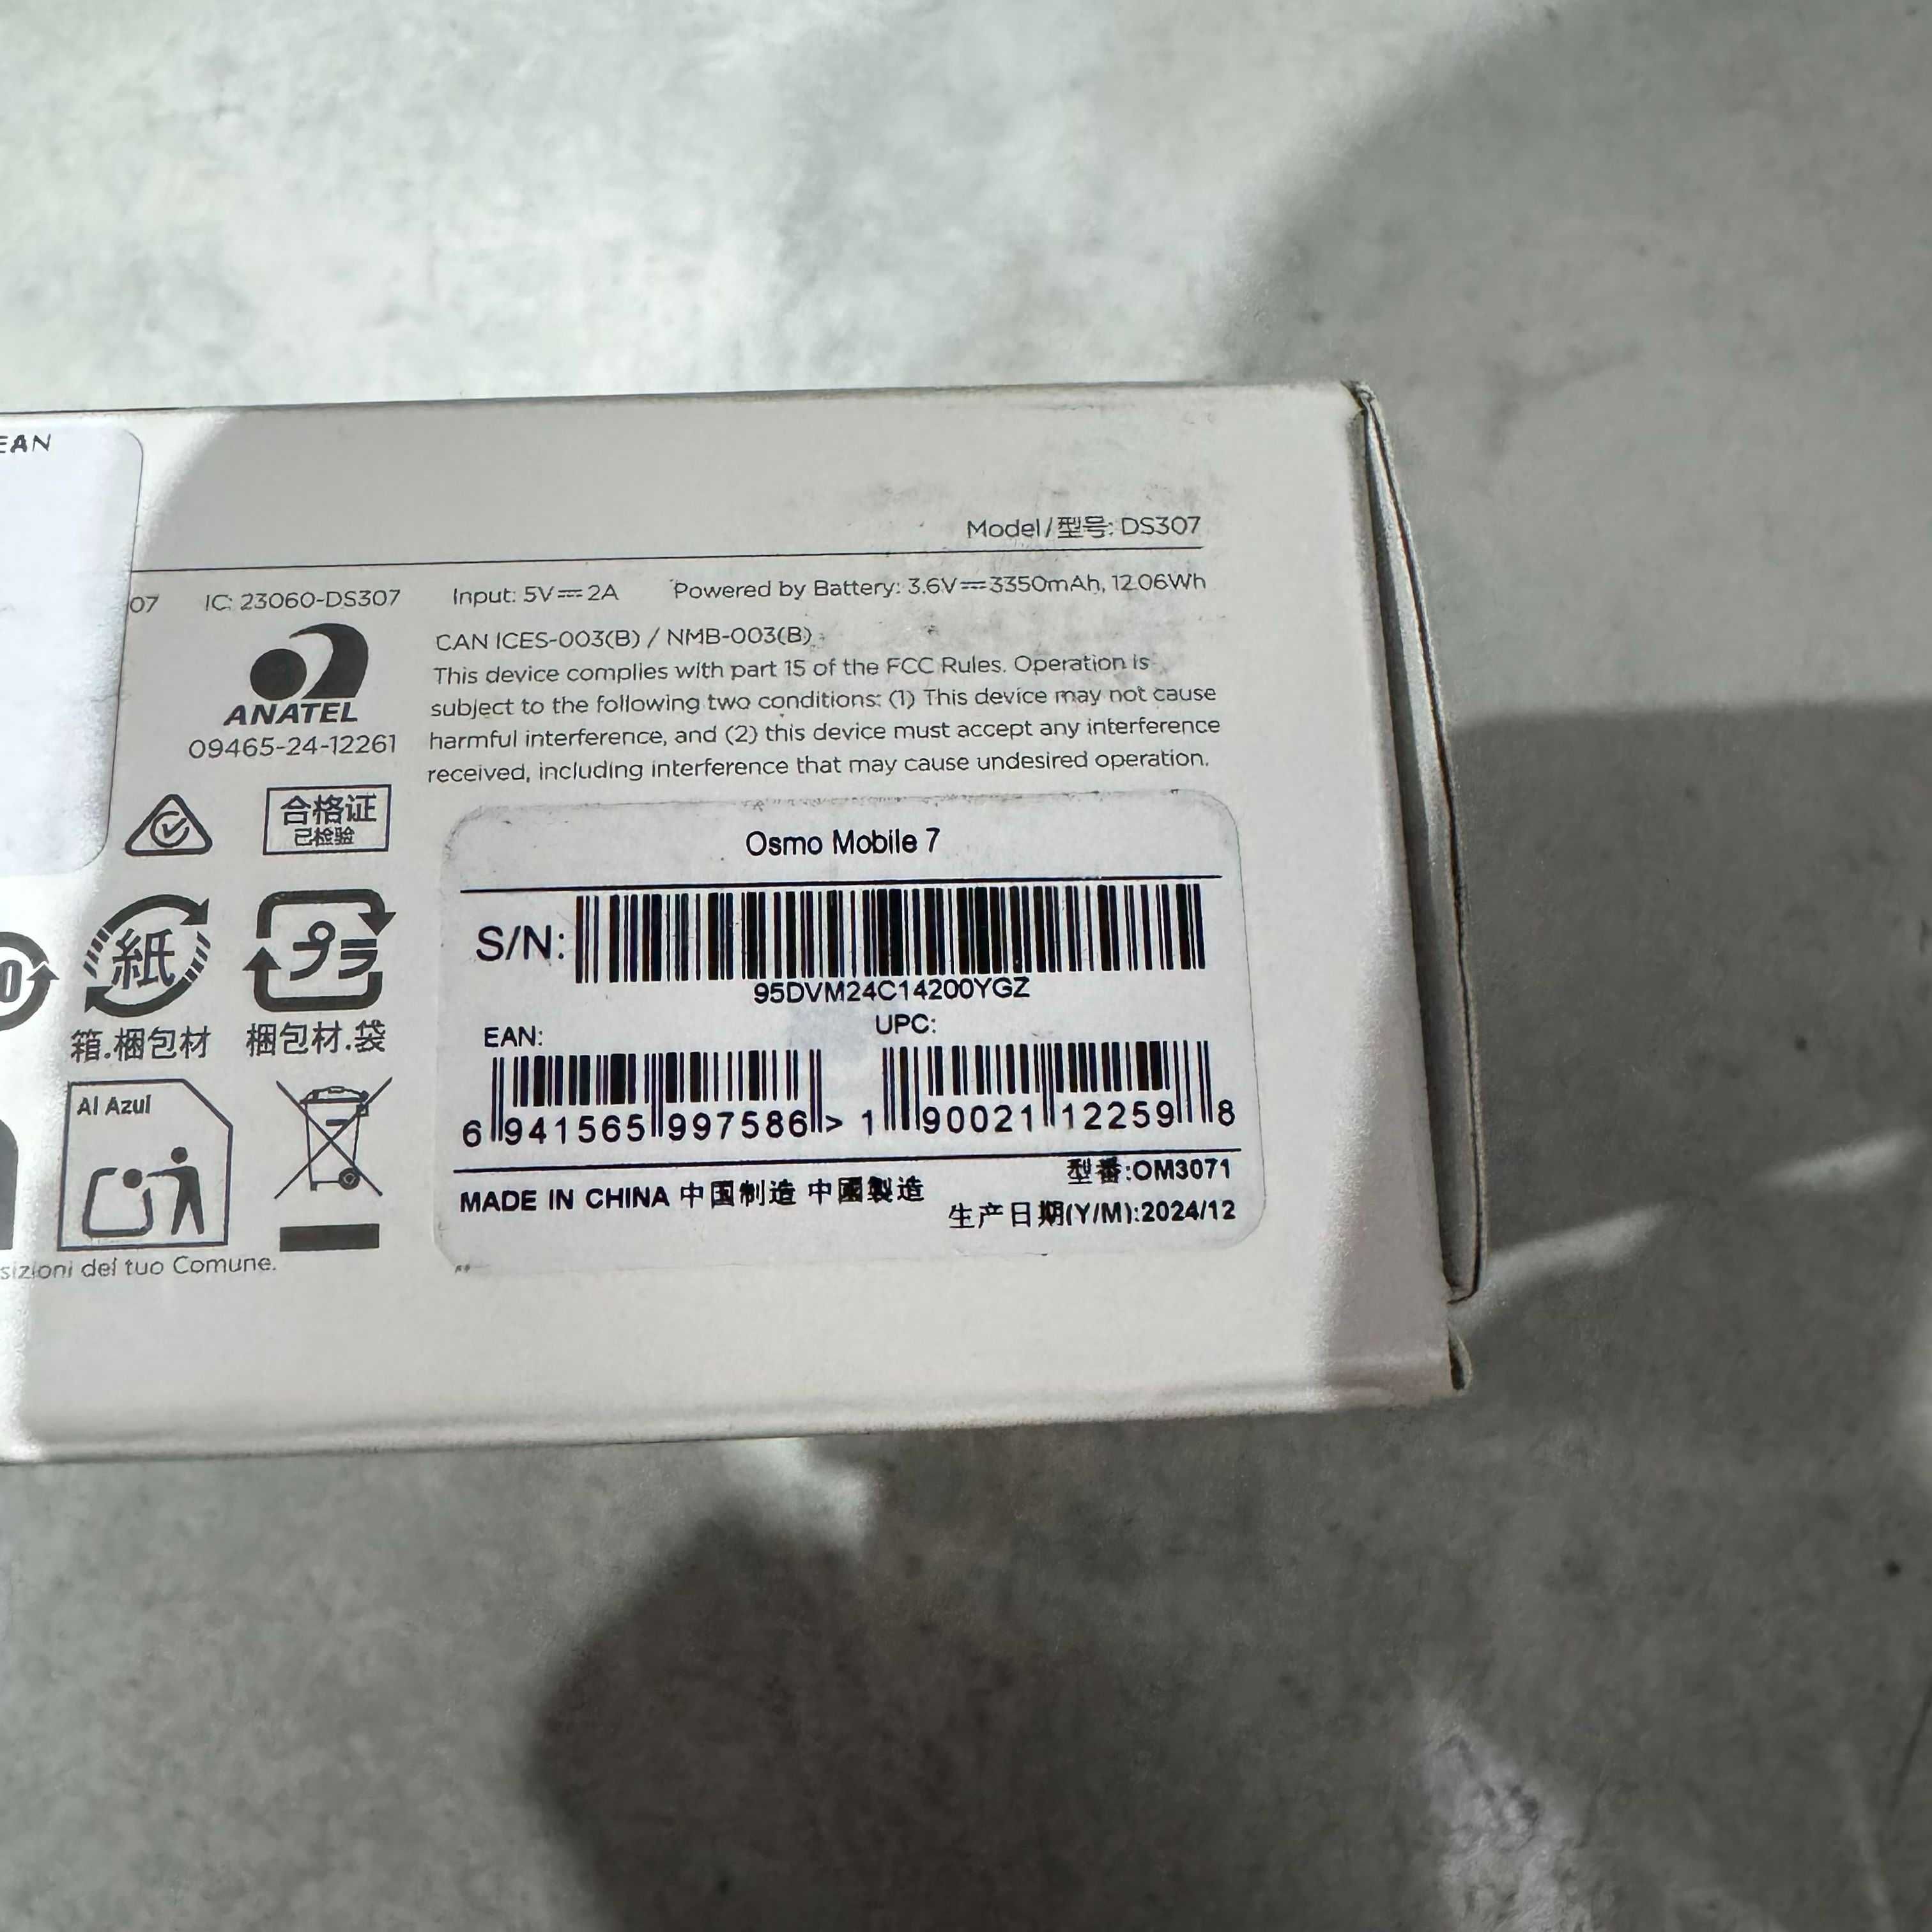 EAN
Model/型号: DS307
07 IC: 23060-DS307 Input: 5V⎓2A Powered by Battery: 3.6V⎓3350mAh, 12.06Wh
ANATEL
09465-24-12261
CAN ICES-003(B) / NMB-003(B)
This device complies with part 15 of the FCC Rules. Operation is
subject to the following two conditions: (1) This device may not cause
harmful interference, and (2) this device must accept any interference
received, including interference that may cause undesired operation.
合格证
已检验
紙
プラ
箱.梱包材 梱包材.袋
Al Azul
sizioni del tuo Comune.
Osmo Mobile 7
S/N:
95DVM24C14200YGZ
EAN: UPC:
6 941565 997586 > 1 90021 12259 8
MADE IN CHINA 中国制造 中國製造
型番:OM3071
生产日期(Y/M):2024/12